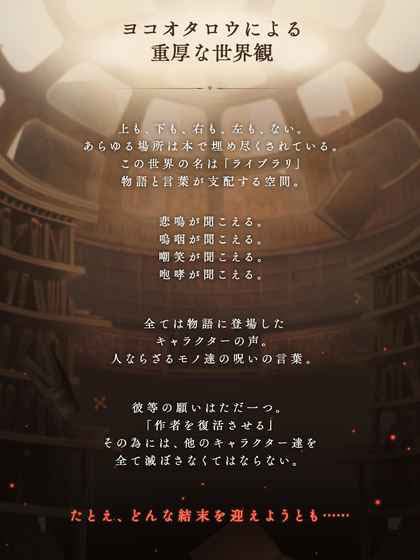 ヨコオタロウによる
重厚な世界観
上も、下も、右も、左も、ない。
あらゆる場所は本で埋め尽くされている。
この世界の名は「ライブラリ」
物語と言葉が支配する空間。
悲鳴が聞こえる。
嗚咽が聞こえる。
嘲笑が聞こえる。
咆哮が聞こえる。
全ては物語に登場した
キャラクターの声。
人ならざるモノ達の呪いの言葉。
彼等の願いはただ一つ。
「作者を復活させる」
その為には、他のキャラクター達を
全て滅ぼさなくてはならない。
たとえ、どんな結末を迎えようとも……